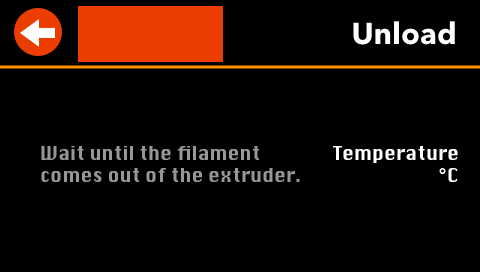 Unload
Wait until the filament
comes out of the extruder.
Temperature
°C